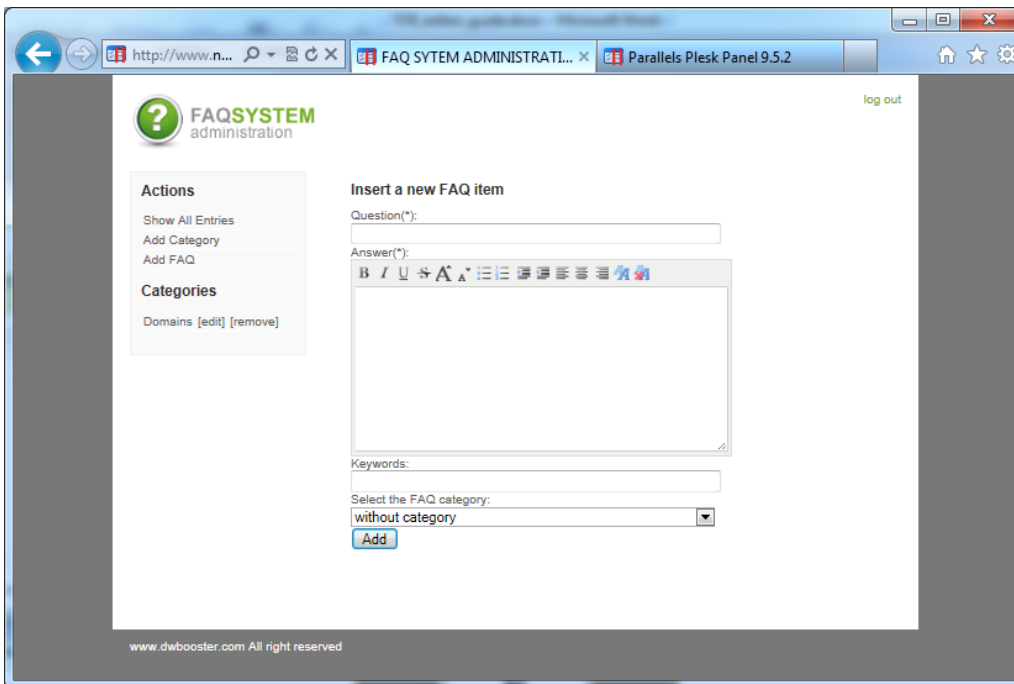 http://www.n...
FAQ SYTEM ADMINISTRATI...
Parallels Plesk Panel 9.5.2
log out
FAQSYSTEM
administration
Actions
Show All Entries
Add Category
Add FAQ
Categories
Domains [edit] [remove]
Insert a new FAQ item
Question(*):
Answer(*):
B I U S A A
Keywords:
Select the FAQ category:
without category
Add
www.dwbooster.com All right reserved